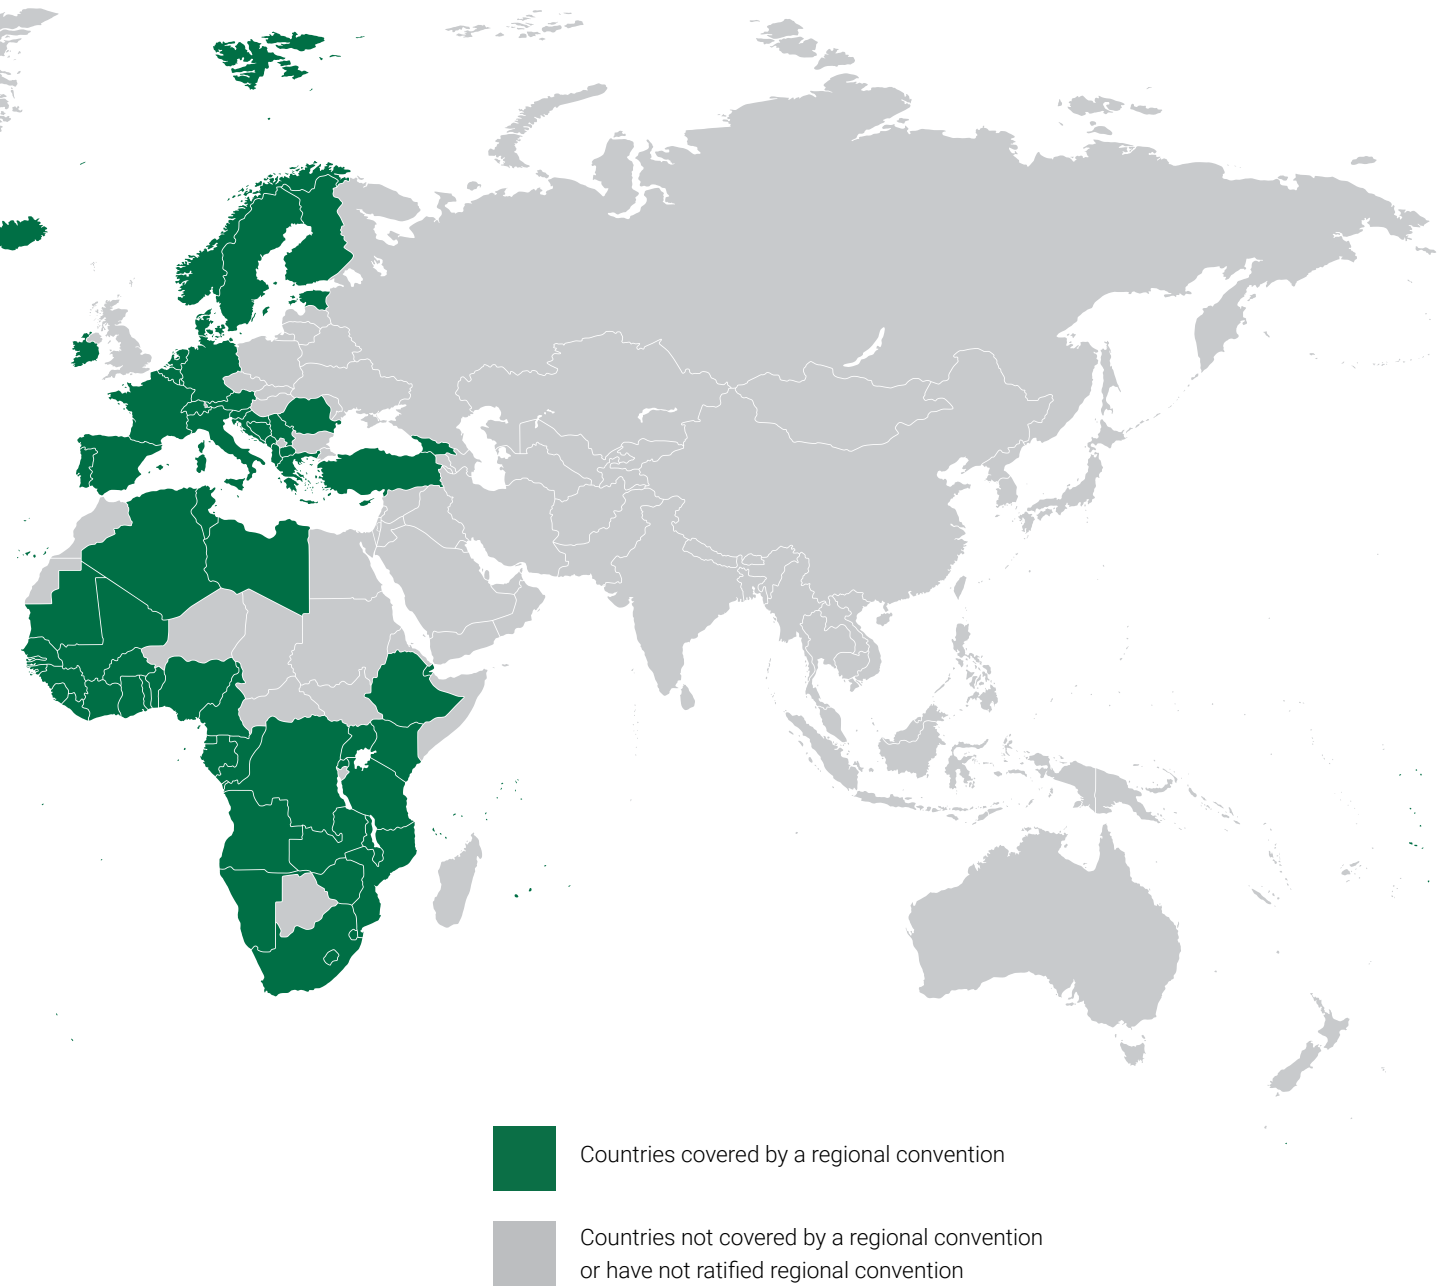 Countries covered by a regional convention
Countries not covered by a regional convention
or have not ratified regional convention